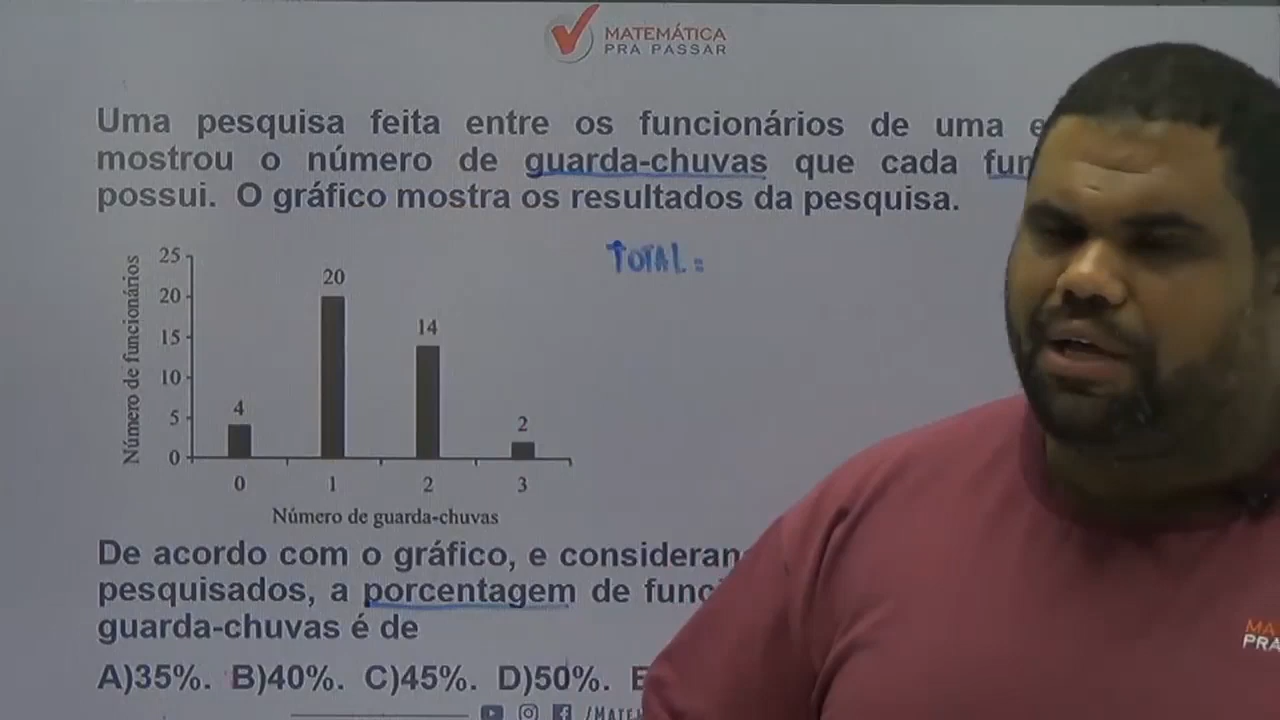 MATEMÁTICA
PRA PASSAR
Uma pesquisa feita entre os funcionários de uma
mostrou o número de guarda-chuvas que cada
possui. O gráfico mostra os resultados da pesquisa.
TOTAL =
Número de funcionários
25
20
15
10
5
0
4
20
14
2
0 1 2 3
Número de guarda-chuvas
De acordo com o gráfico, e
pesquisados, a porcentagem de
guarda-chuvas é de
A)35%. B)40%. C)45%. D)50%.
MA
PRA